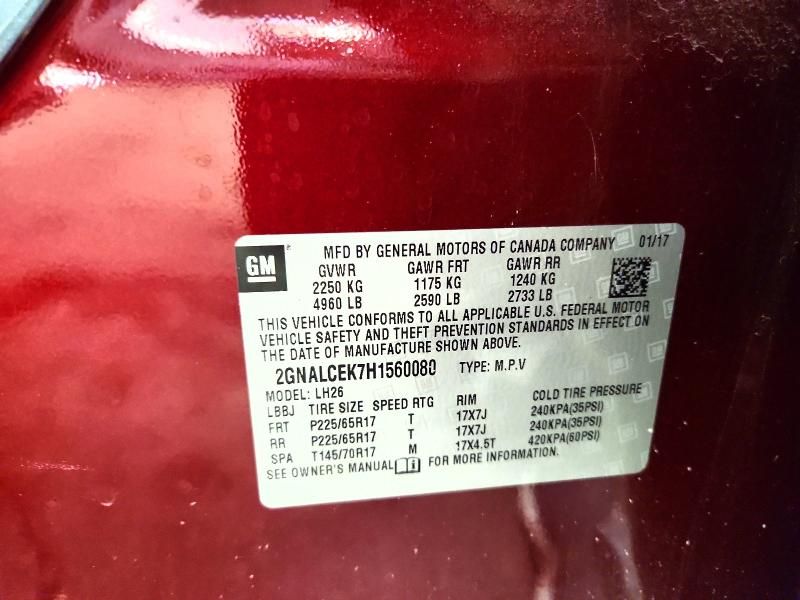 GM
MFD BY GENERAL MOTORS OF CANADA COMPANY 01/17
GVWR GAWR FRT GAWR RR
2250 KG 1175 KG 1240 KG
4960 LB 2590 LB 2733 LB
THIS VEHICLE CONFORMS TO ALL APPLICABLE U.S. FEDERAL MOTOR
VEHICLE SAFETY AND THEFT PREVENTION STANDARDS IN EFFECT ON
THE DATE OF MANUFACTURE SHOWN ABOVE.
2GNALCEK7H1560080 TYPE: M.P.V
MODEL: LH26
LBBJ TIRE SIZE SPEED RTG RIM COLD TIRE PRESSURE
FRT P225/65R17 T 17X7J 240KPA(35PSI)
RR P225/65R17 T 17X7J 240KPA(35PSI)
SPA T145/70R17 M 17X4.5T 420KPA(60PSI)
SEE OWNER'S MANUAL FOR MORE INFORMATION.